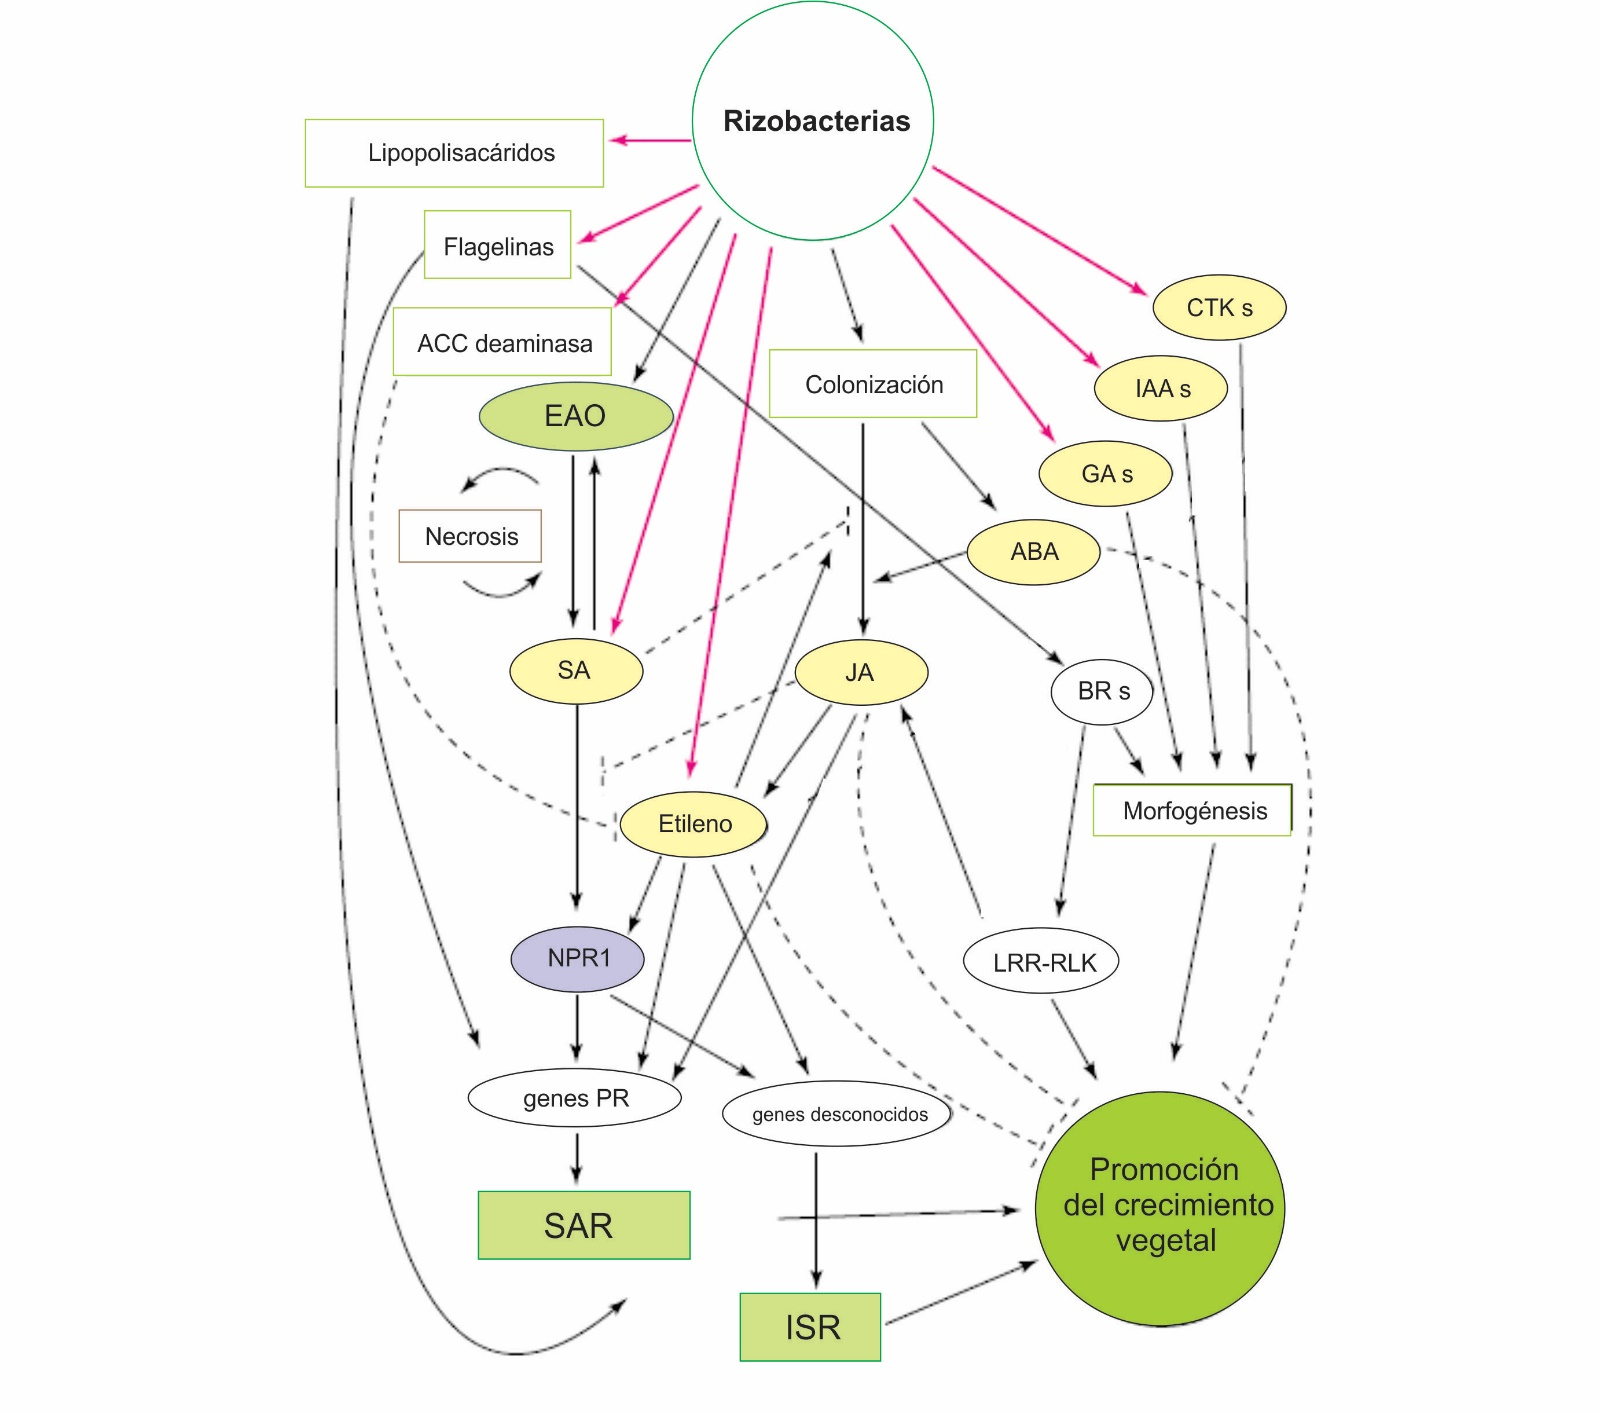 Rizobacterias
Lipopolisacáridos
Flagelinas
CTK s
ACC deaminasa
Colonización
IAA s
EAO
GA s
Necrosis
ABA
SA
JA
BR s
Morfogénesis
Etileno
NPR1
LRR-RLK
genes PR
genes desconocidos
Promoción
del crecimiento
vegetal
SAR
ISR